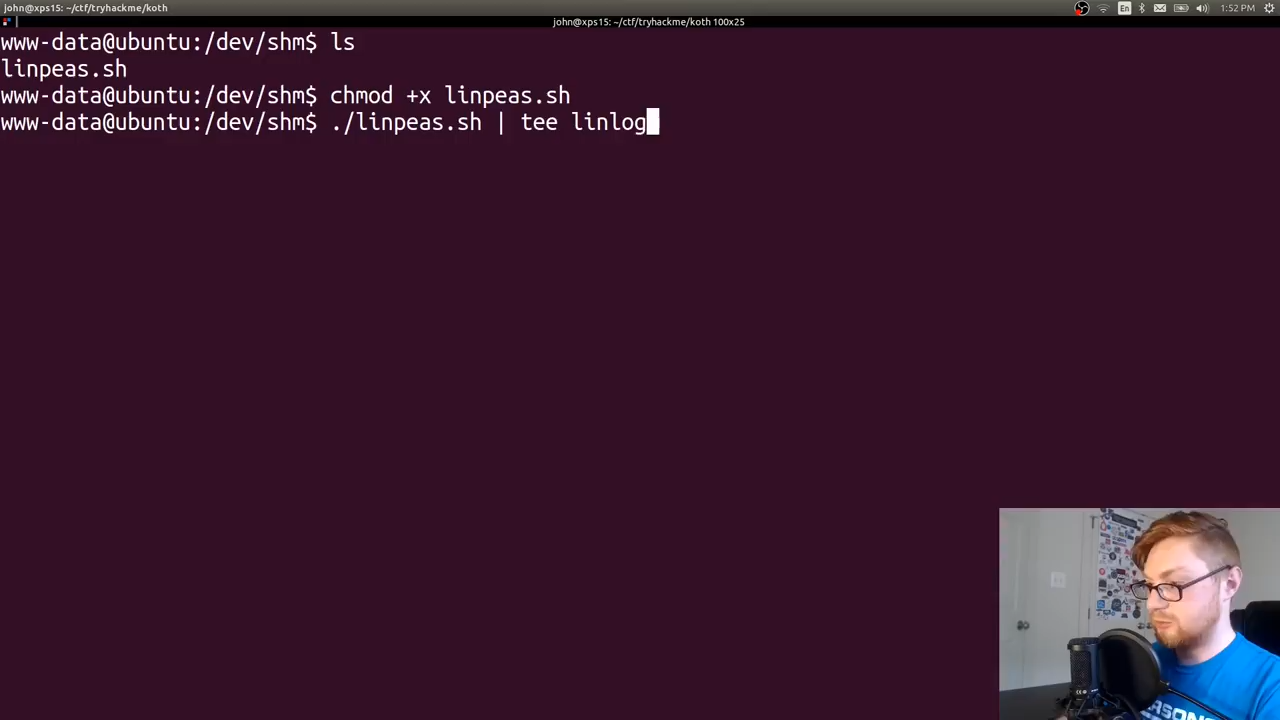 john@xps15: ~/ctf/tryhackme/koth
En
1:52 PM
john@xps15: ~/ctf/tryhackme/koth 100x25
www-data@ubuntu:/dev/shm$ ls
linpeas.sh
www-data@ubuntu:/dev/shm$ chmod +x linpeas.sh
www-data@ubuntu:/dev/shm$ ./linpeas.sh | tee linlog